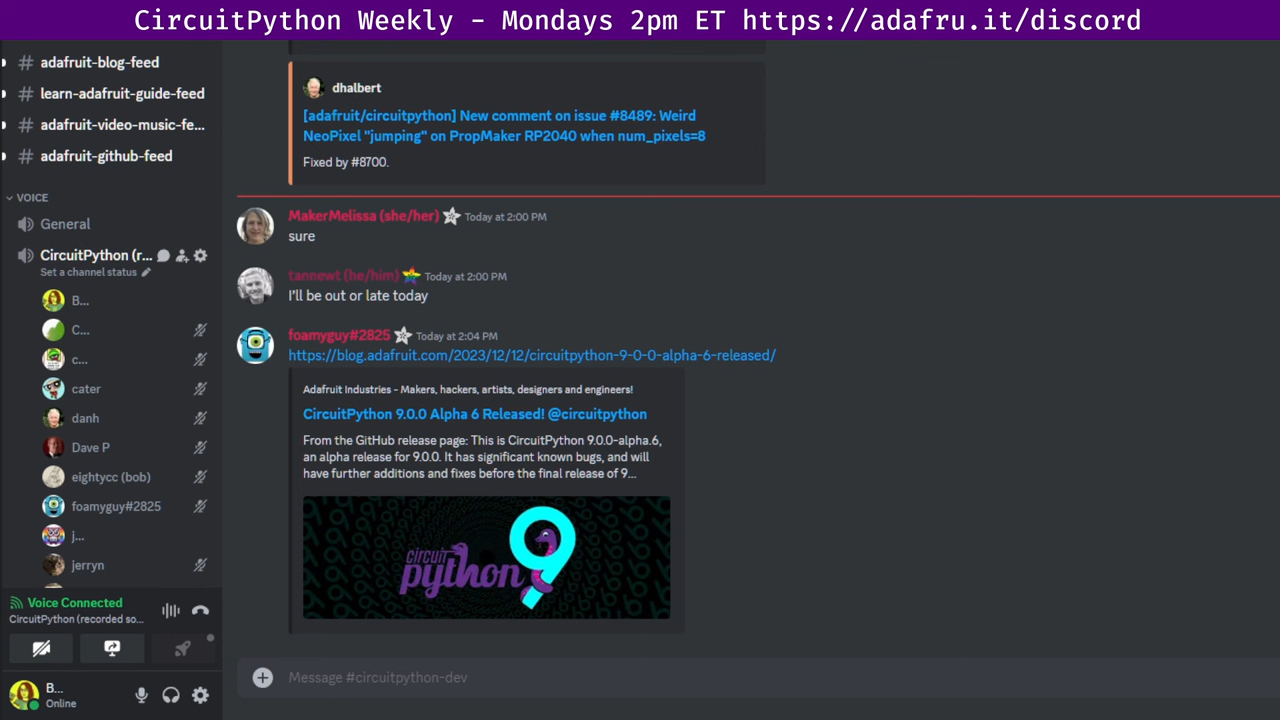 CircuitPython Weekly - Mondays 2pm ET https://adafru.it/discord
adafruit-blog-feed
learn-adafruit-guide-feed
adafruit-video-music-fe...
adafruit-github-feed
VOICE
General
CircuitPython (r...
Set a channel status
B...
C...
c...
cater
danh
Dave P
eightycc (bob)
foamyguy#2825
j...
jerryn
Voice Connected
CircuitPython (recorded so...
B...
Online
dhalbert
[adafruit/circuitpython] New comment on issue #8489: Weird
NeoPixel "jumping" on PropMaker RP2040 when num_pixels=8
Fixed by #8700.
MakerMelissa (she/her) Today at 2:00 PM
sure
tannewt (he/him) Today at 2:00 PM
I'll be out or late today
foamyguy#2825 Today at 2:04 PM
https://blog.adafruit.com/2023/12/12/circuitpython-9-0-0-alpha-6-released/
Adafruit Industries - Makers, hackers, artists, designers and engineers!
CircuitPython 9.0.0 Alpha 6 Released! @circuitpython
From the GitHub release page: This is CircuitPython 9.0.0-alpha.6,
an alpha release for 9.0.0. It has significant known bugs, and will
have further additions and fixes before the final release of 9...
circuit
python 9
Message #circuitpython-dev